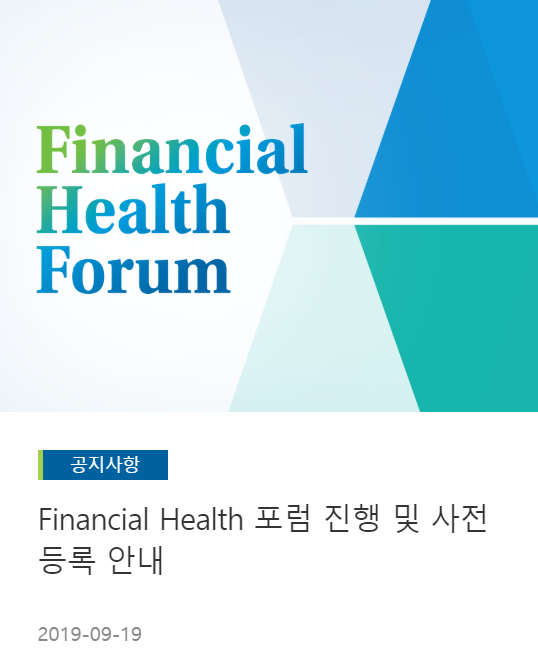 Financial
Health
Forum
공지사항
Financial Health 포럼 진행 및 사전
등록 안내
2019-09-19